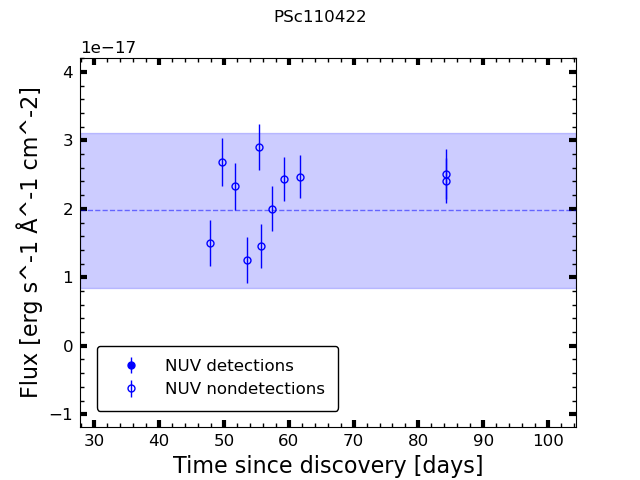 PSc110422
1e−17
4
3
2
1
0
−1
Flux [erg s^-1 Å^-1 cm^-2]
NUV detections
NUV nondetections
30 40 50 60 70 80 90 100
Time since discovery [days]